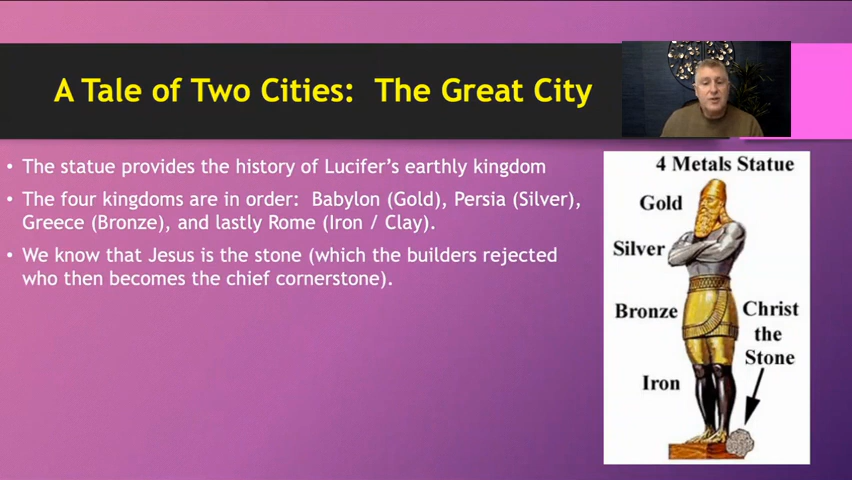 A Tale of Two Cities:  The Great City
• The statue provides the history of Lucifer's earthly kingdom
• The four kingdoms are in order:  Babylon (Gold), Persia (Silver),
Greece (Bronze), and lastly Rome (Iron / Clay).
• We know that Jesus is the stone (which the builders rejected
who then becomes the chief cornerstone).
4 Metals Statue
Gold
Silver
Bronze
Christ
the
Stone
Iron